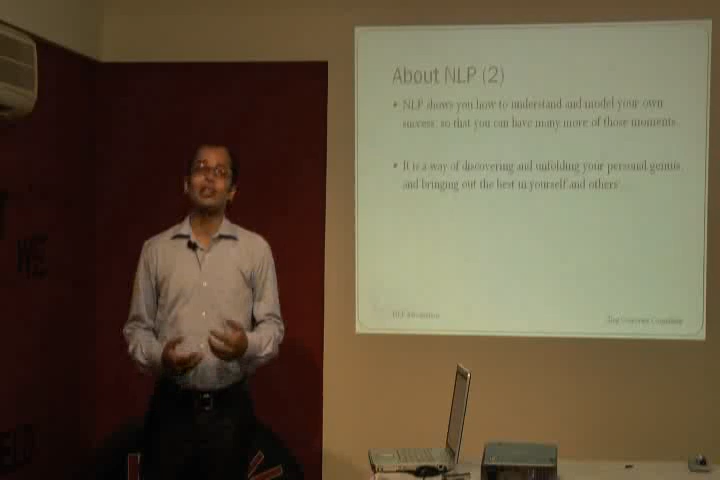 About NLP (2)
NLP shows you how to understand and model your own
success, so that you can have many more of those moments.
It is a way of discovering and unfolding your personal genius,
and bringing out the best in yourself and others
NLP
WE